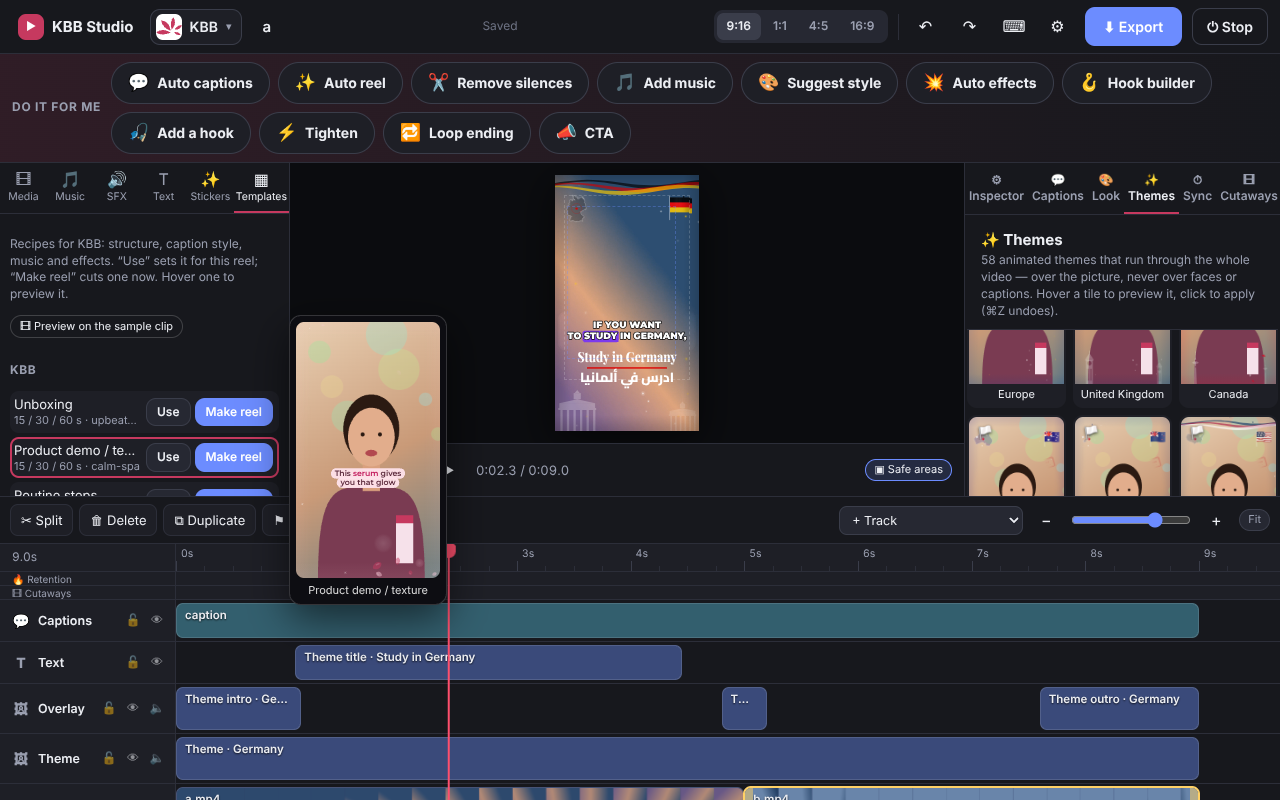 KBB Studio
KBB
a
Saved
9:16
1:1
4:5
16:9
Export
Stop
DO IT FOR ME
Auto captions
Auto reel
Remove silences
Add music
Suggest style
Auto effects
Hook builder
Add a hook
Tighten
Loop ending
CTA
Media
Music
SFX
Text
Stickers
Templates
Recipes for KBB: structure, caption style,
music and effects. “Use” sets it for this reel;
“Make reel” cuts one now. Hover one to
preview it.
Preview on the sample clip
KBB
Unboxing
15 / 30 / 60 s · upbeat...
Use
Make reel
Product demo / te...
15 / 30 / 60 s · calm-spa
Use
Make reel
Routine steps
This serum gives
you that glow
Product demo / texture
IF YOU WANT
TO STUDY IN GERMANY,
Study in Germany
ادرس في ألمانيا
0:02.3 / 0:09.0
Safe areas
Inspector
Captions
Look
Themes
Sync
Cutaways
Themes
58 animated themes that run through the whole
video — over the picture, never over faces or
captions. Hover a tile to preview it, click to apply
(⌘Z undoes).
Europe
United Kingdom
Canada
Split
Delete
Duplicate
+ Track
Fit
9.0s
0s
3s
4s
5s
6s
7s
8s
9s
Retention
Cutaways
Captions
caption
Text
Theme title · Study in Germany
Overlay
Theme intro · Ge...
T...
Theme outro · Germany
Theme
Theme · Germany
a.mp4
b.mp4